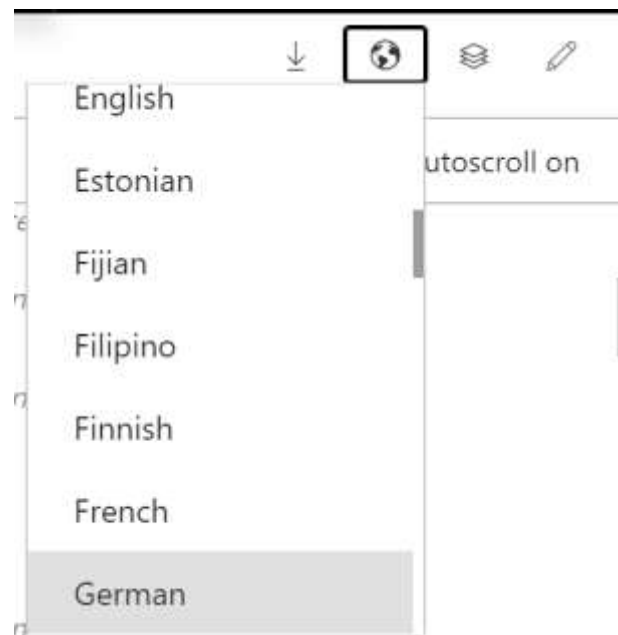 English
utoscroll on
Estonian
Fijian
Filipino
Finnish
French
German